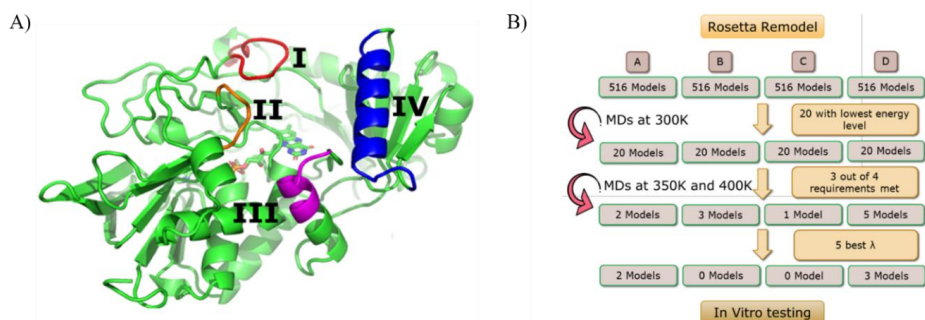 A)
I
II
III
IV
B)
Rosetta Remodel
A B C D
516 Models 516 Models 516 Models 516 Models
MDs at 300K
20 with lowest energy
level
20 Models 20 Models 20 Models 20 Models
MDs at 350K and 400K
3 out of 4
requirements met
2 Models 3 Models 1 Model 5 Models
5 best λ
2 Models 0 Models 0 Model 3 Models
In Vitro testing